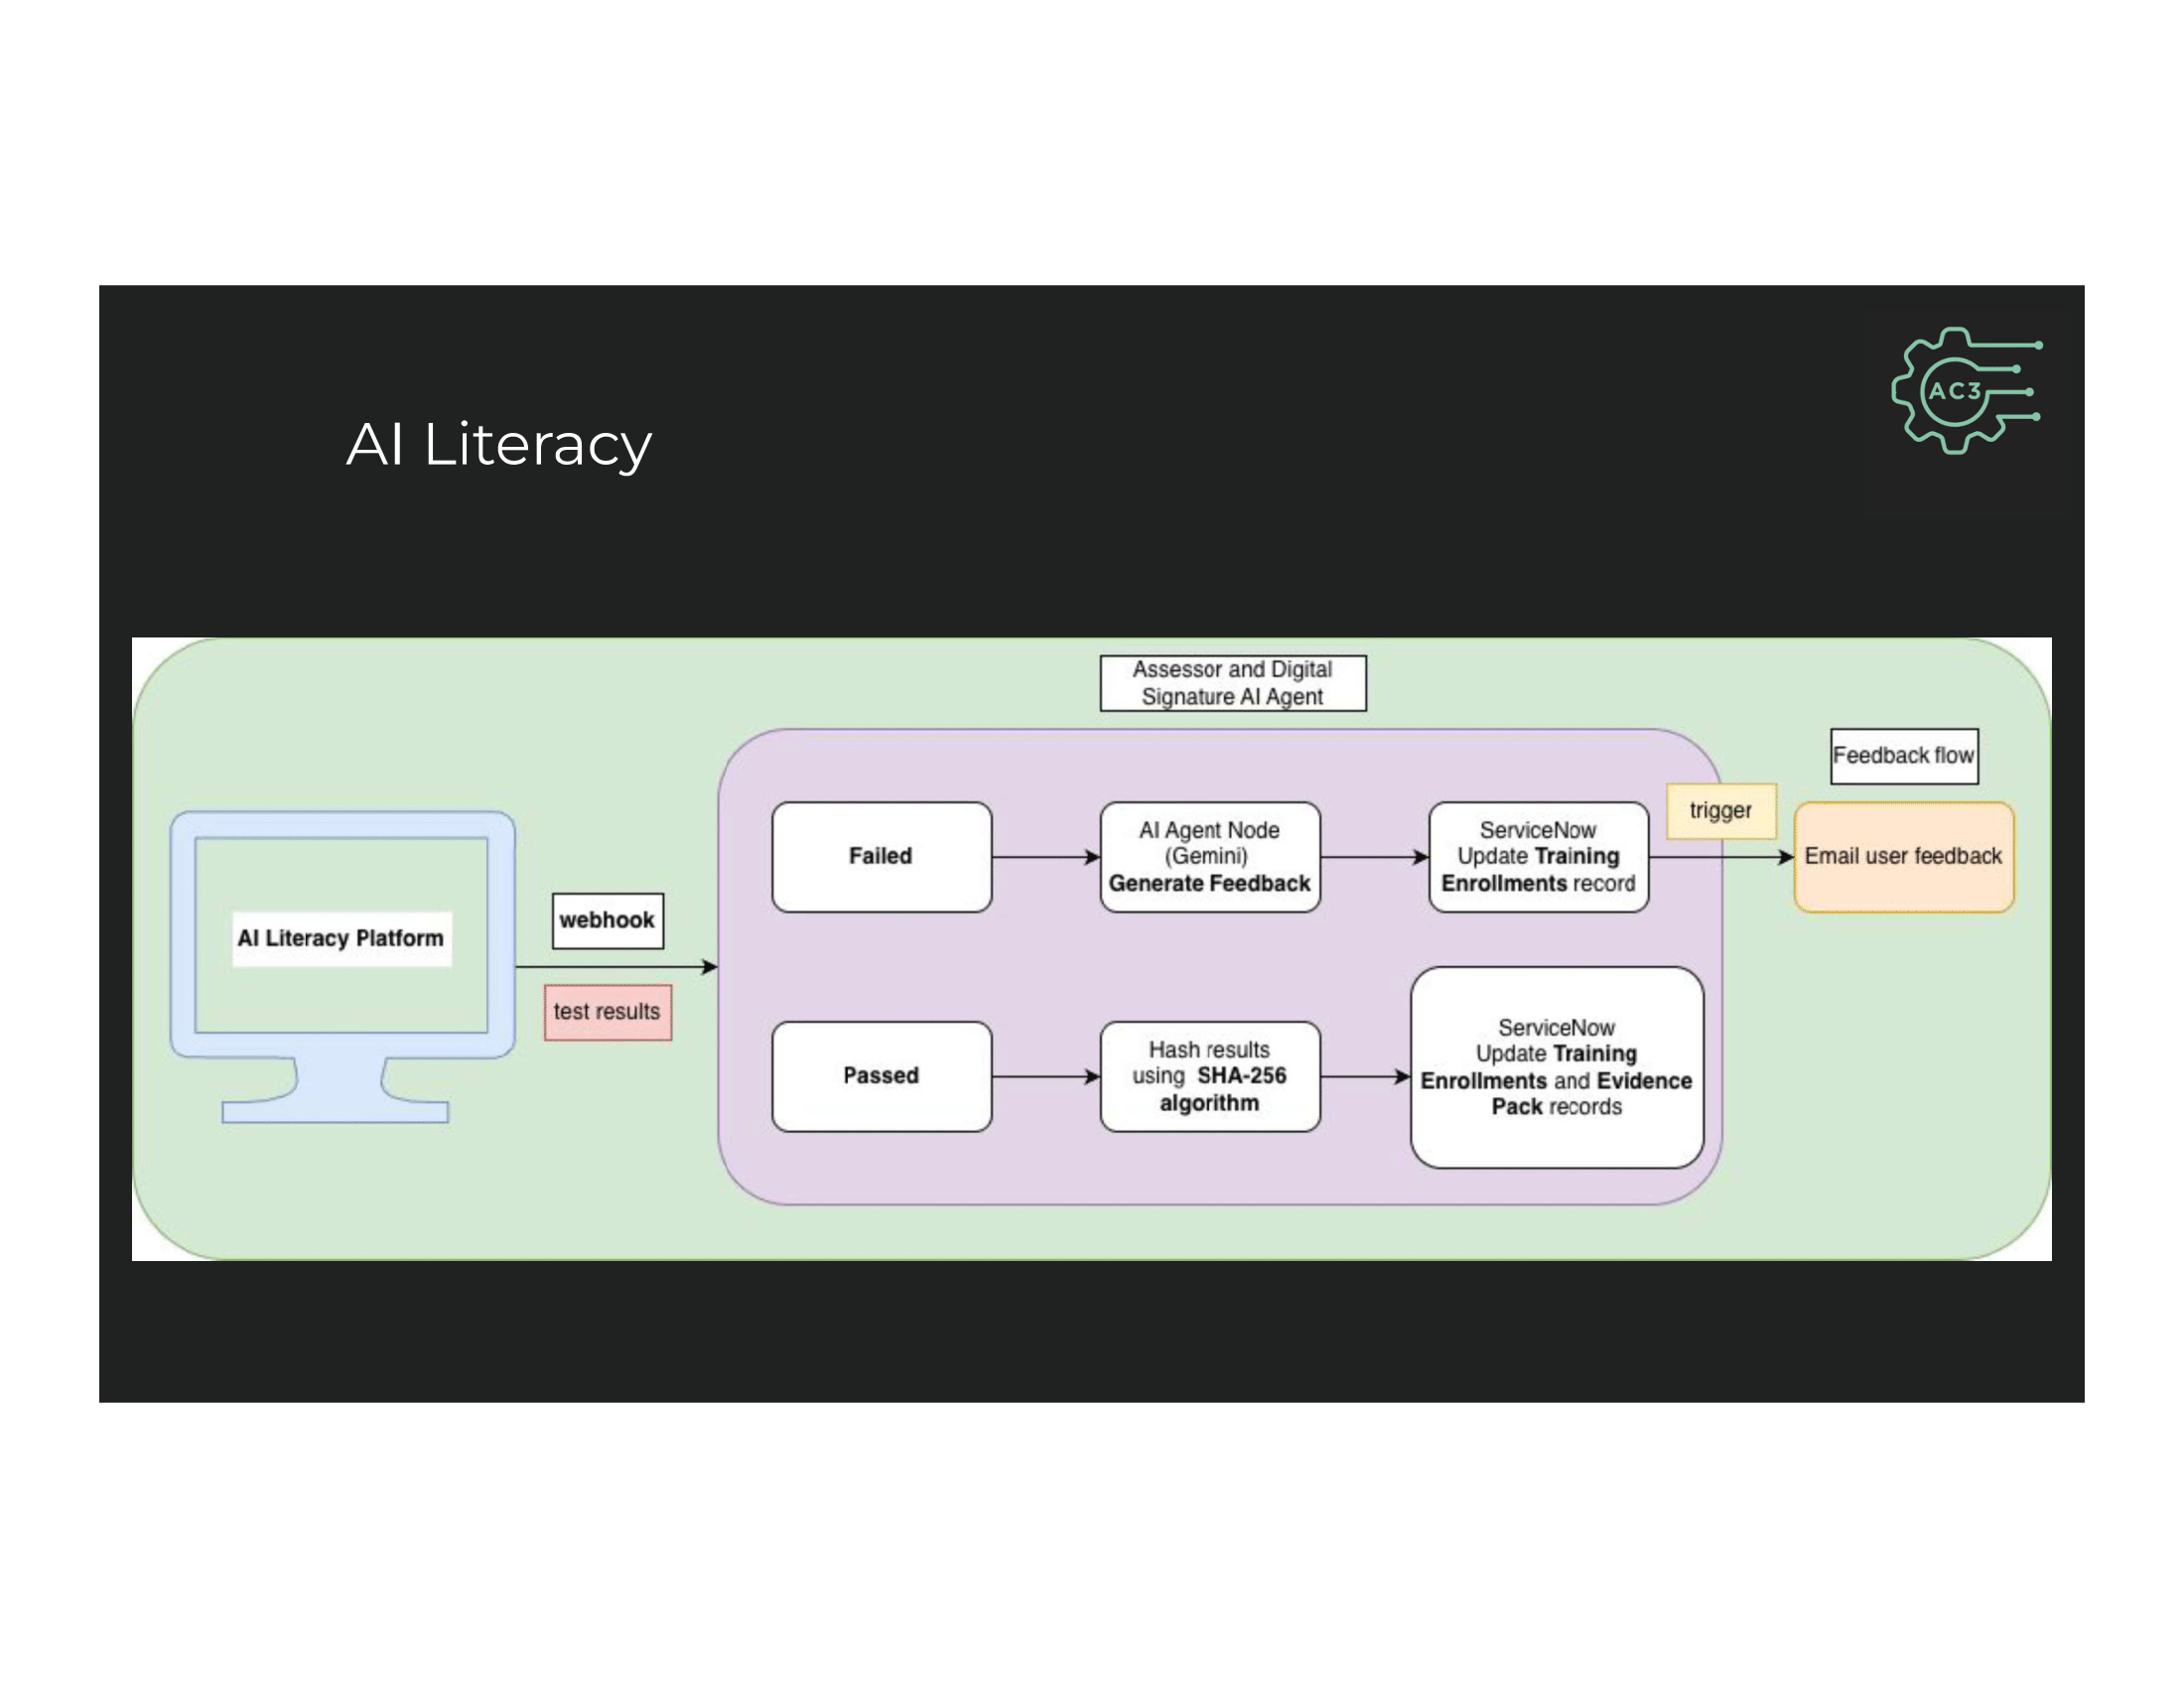 AC3
AI Literacy
Assessor and Digital
Signature AI Agent
Feedback flow
trigger
Failed
AI Agent Node
(Gemini)
Generate Feedback
ServiceNow
Update Training
Enrollments record
Email user feedback
AI Literacy Platform
webhook
test results
Passed
Hash results
using SHA-256
algorithm
ServiceNow
Update Training
Enrollments and Evidence
Pack records